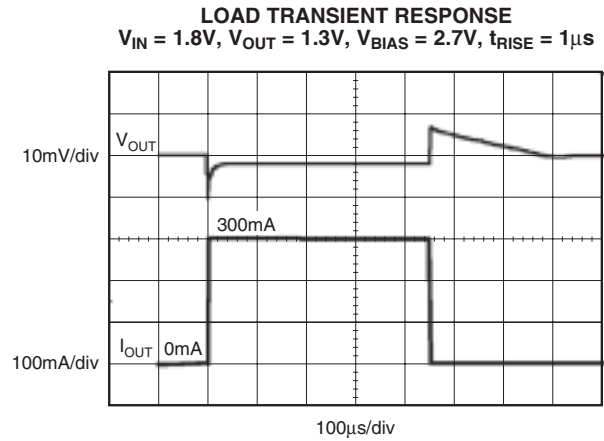 LOAD TRANSIENT RESPONSE
VIN = 1.8V, VOUT = 1.3V, VBIAS = 2.7V, tRISE = 1μs
VOUT
10mV/div
300mA
IOUT 0mA
100mA/div
100μs/div